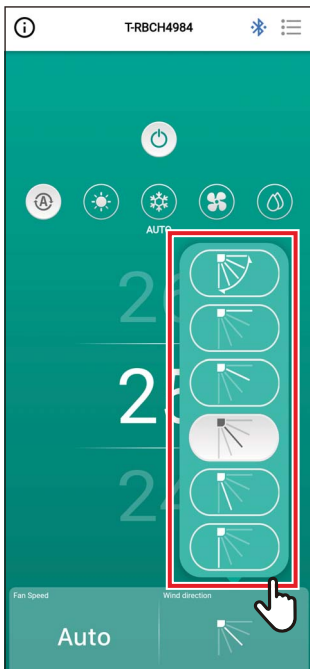 T-RBCH4984
AUTO
26
25
24
Fan Speed
Wind direction
Auto